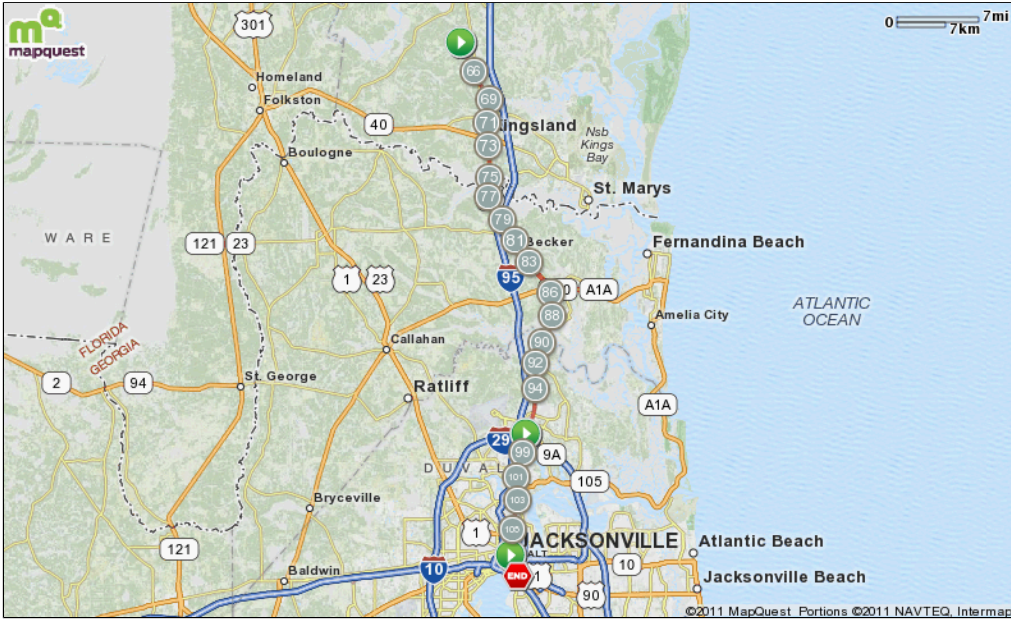 mapquest
301
0 7mi
7km
Homeland
66
Folkston
69
40
71
Kingsland
Nsb
Kings
Bay
73
Boulogne
75
77
St. Marys
79
WARE
121
23
81
Becker
Fernandina Beach
83
1
23
95
86
A1A
ATLANTIC
OCEAN
88
Amelia City
FLORIDA
GEORGIA
Callahan
90
92
2
94
St. George
Ratliff
94
A1A
29
99
9A
DUVAL
101
105
Bryceville
103
1
105
121
JACKSONVILLE
Atlantic Beach
ALT
10
END
1
10
Baldwin
90
Jacksonville Beach
©2011 MapQuest Portions ©2011 NAVTEQ, Intermap